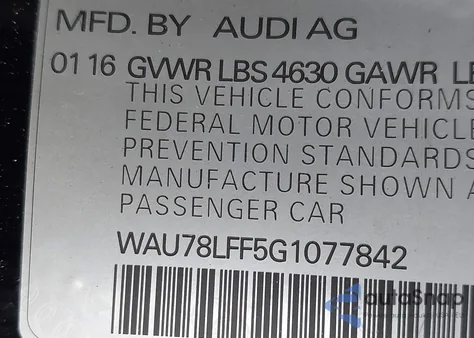 MFD. BY AUDI AG
01 16 GVWR LBS 4630 GAWR LB
THIS VEHICLE CONFORMS
FEDERAL MOTOR VEHICLE
PREVENTION STANDARDS
MANUFACTURE SHOWN A
PASSENGER CAR
WAU78LFF5G1077842
autoSnap